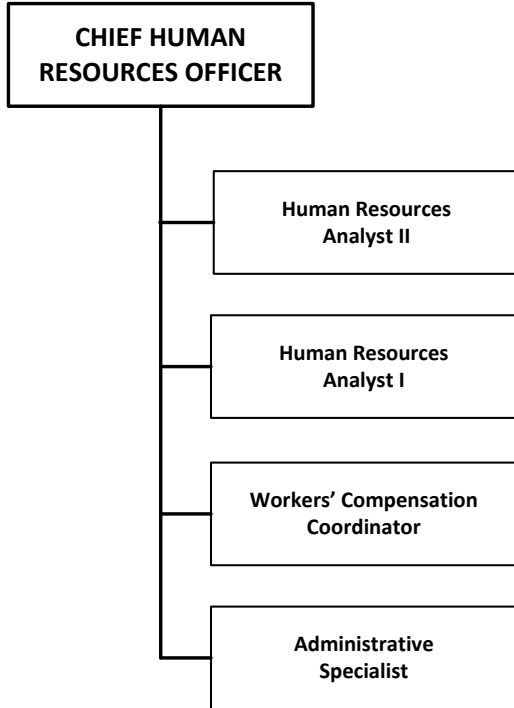 CHIEF HUMAN
RESOURCES OFFICER
Human Resources
Analyst II
Human Resources
Analyst I
Workers’ Compensation
Coordinator
Administrative
Specialist